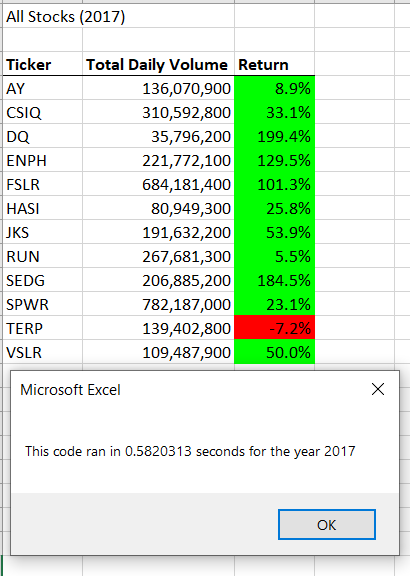 All Stocks (2017)
Ticker Total Daily Volume Return
AY 136,070,900 8.9%
CSIQ 310,592,800 33.1%
DQ 35,796,200 199.4%
ENPH 221,772,100 129.5%
FSLR 684,181,400 101.3%
HASI 80,949,300 25.8%
JKS 191,632,200 53.9%
RUN 267,681,300 5.5%
SEDG 206,885,200 184.5%
SPWR 782,187,000 23.1%
TERP 139,402,800 -7.2%
VSLR 109,487,900 50.0%
Microsoft Excel
This code ran in 0.5820313 seconds for the year 2017
OK